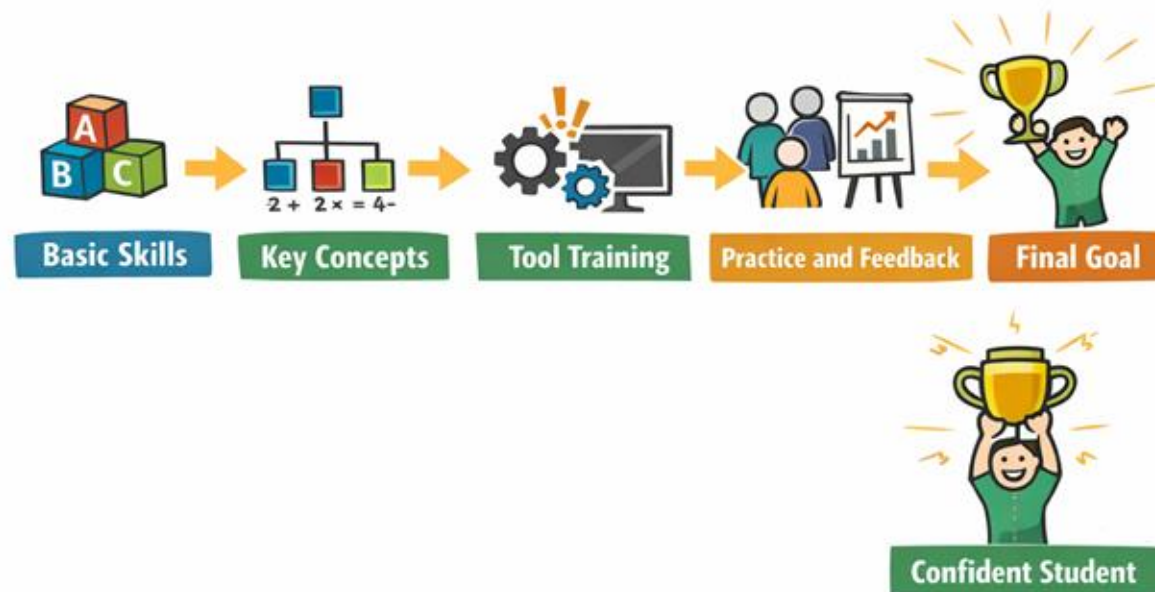 A
B C
2 + 2 × = 4-
Basic Skills
Key Concepts
Tool Training
Practice and Feedback
Final Goal
Confident Student